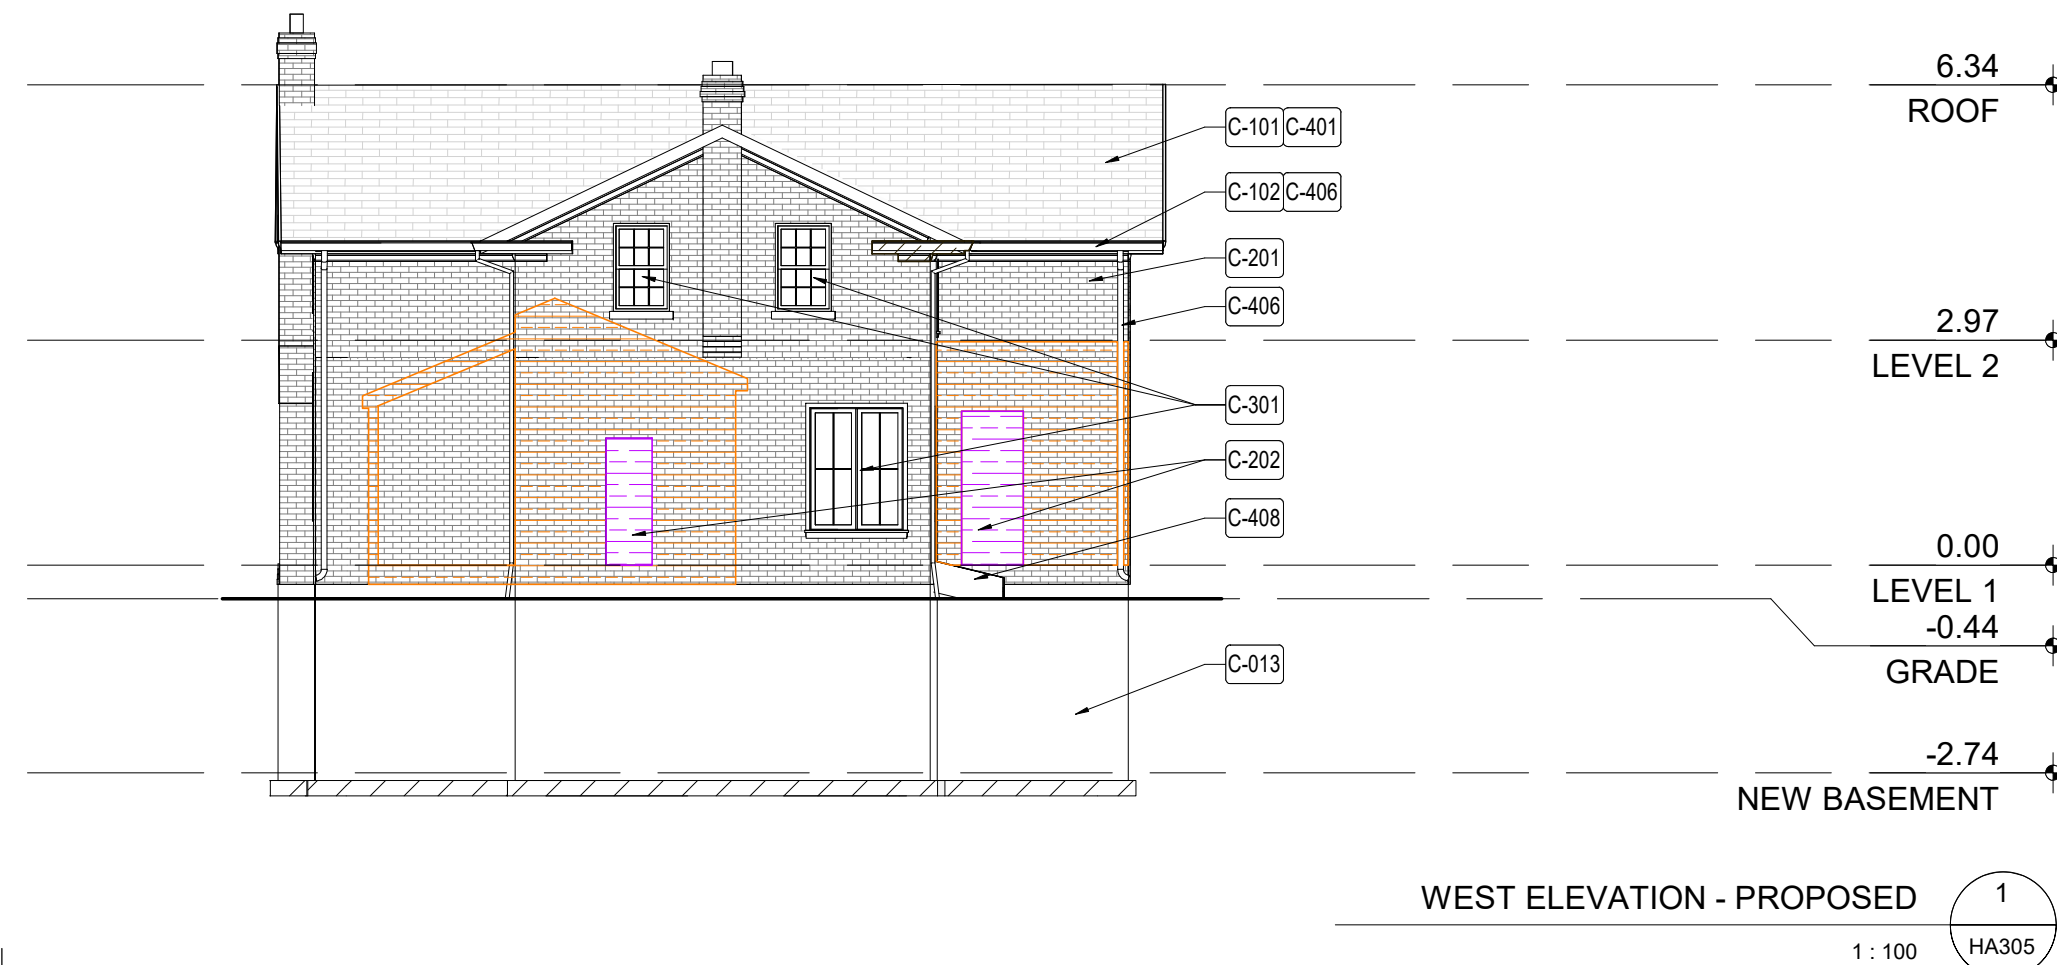 6.34
ROOF
C-101 C-401
C-102 C-406
C-201
C-406
2.97
LEVEL 2
C-301
C-202
C-408
0.00
LEVEL 1
-0.44
GRADE
C-013
-2.74
NEW BASEMENT
WEST ELEVATION - PROPOSED
1
1 : 100
HA305